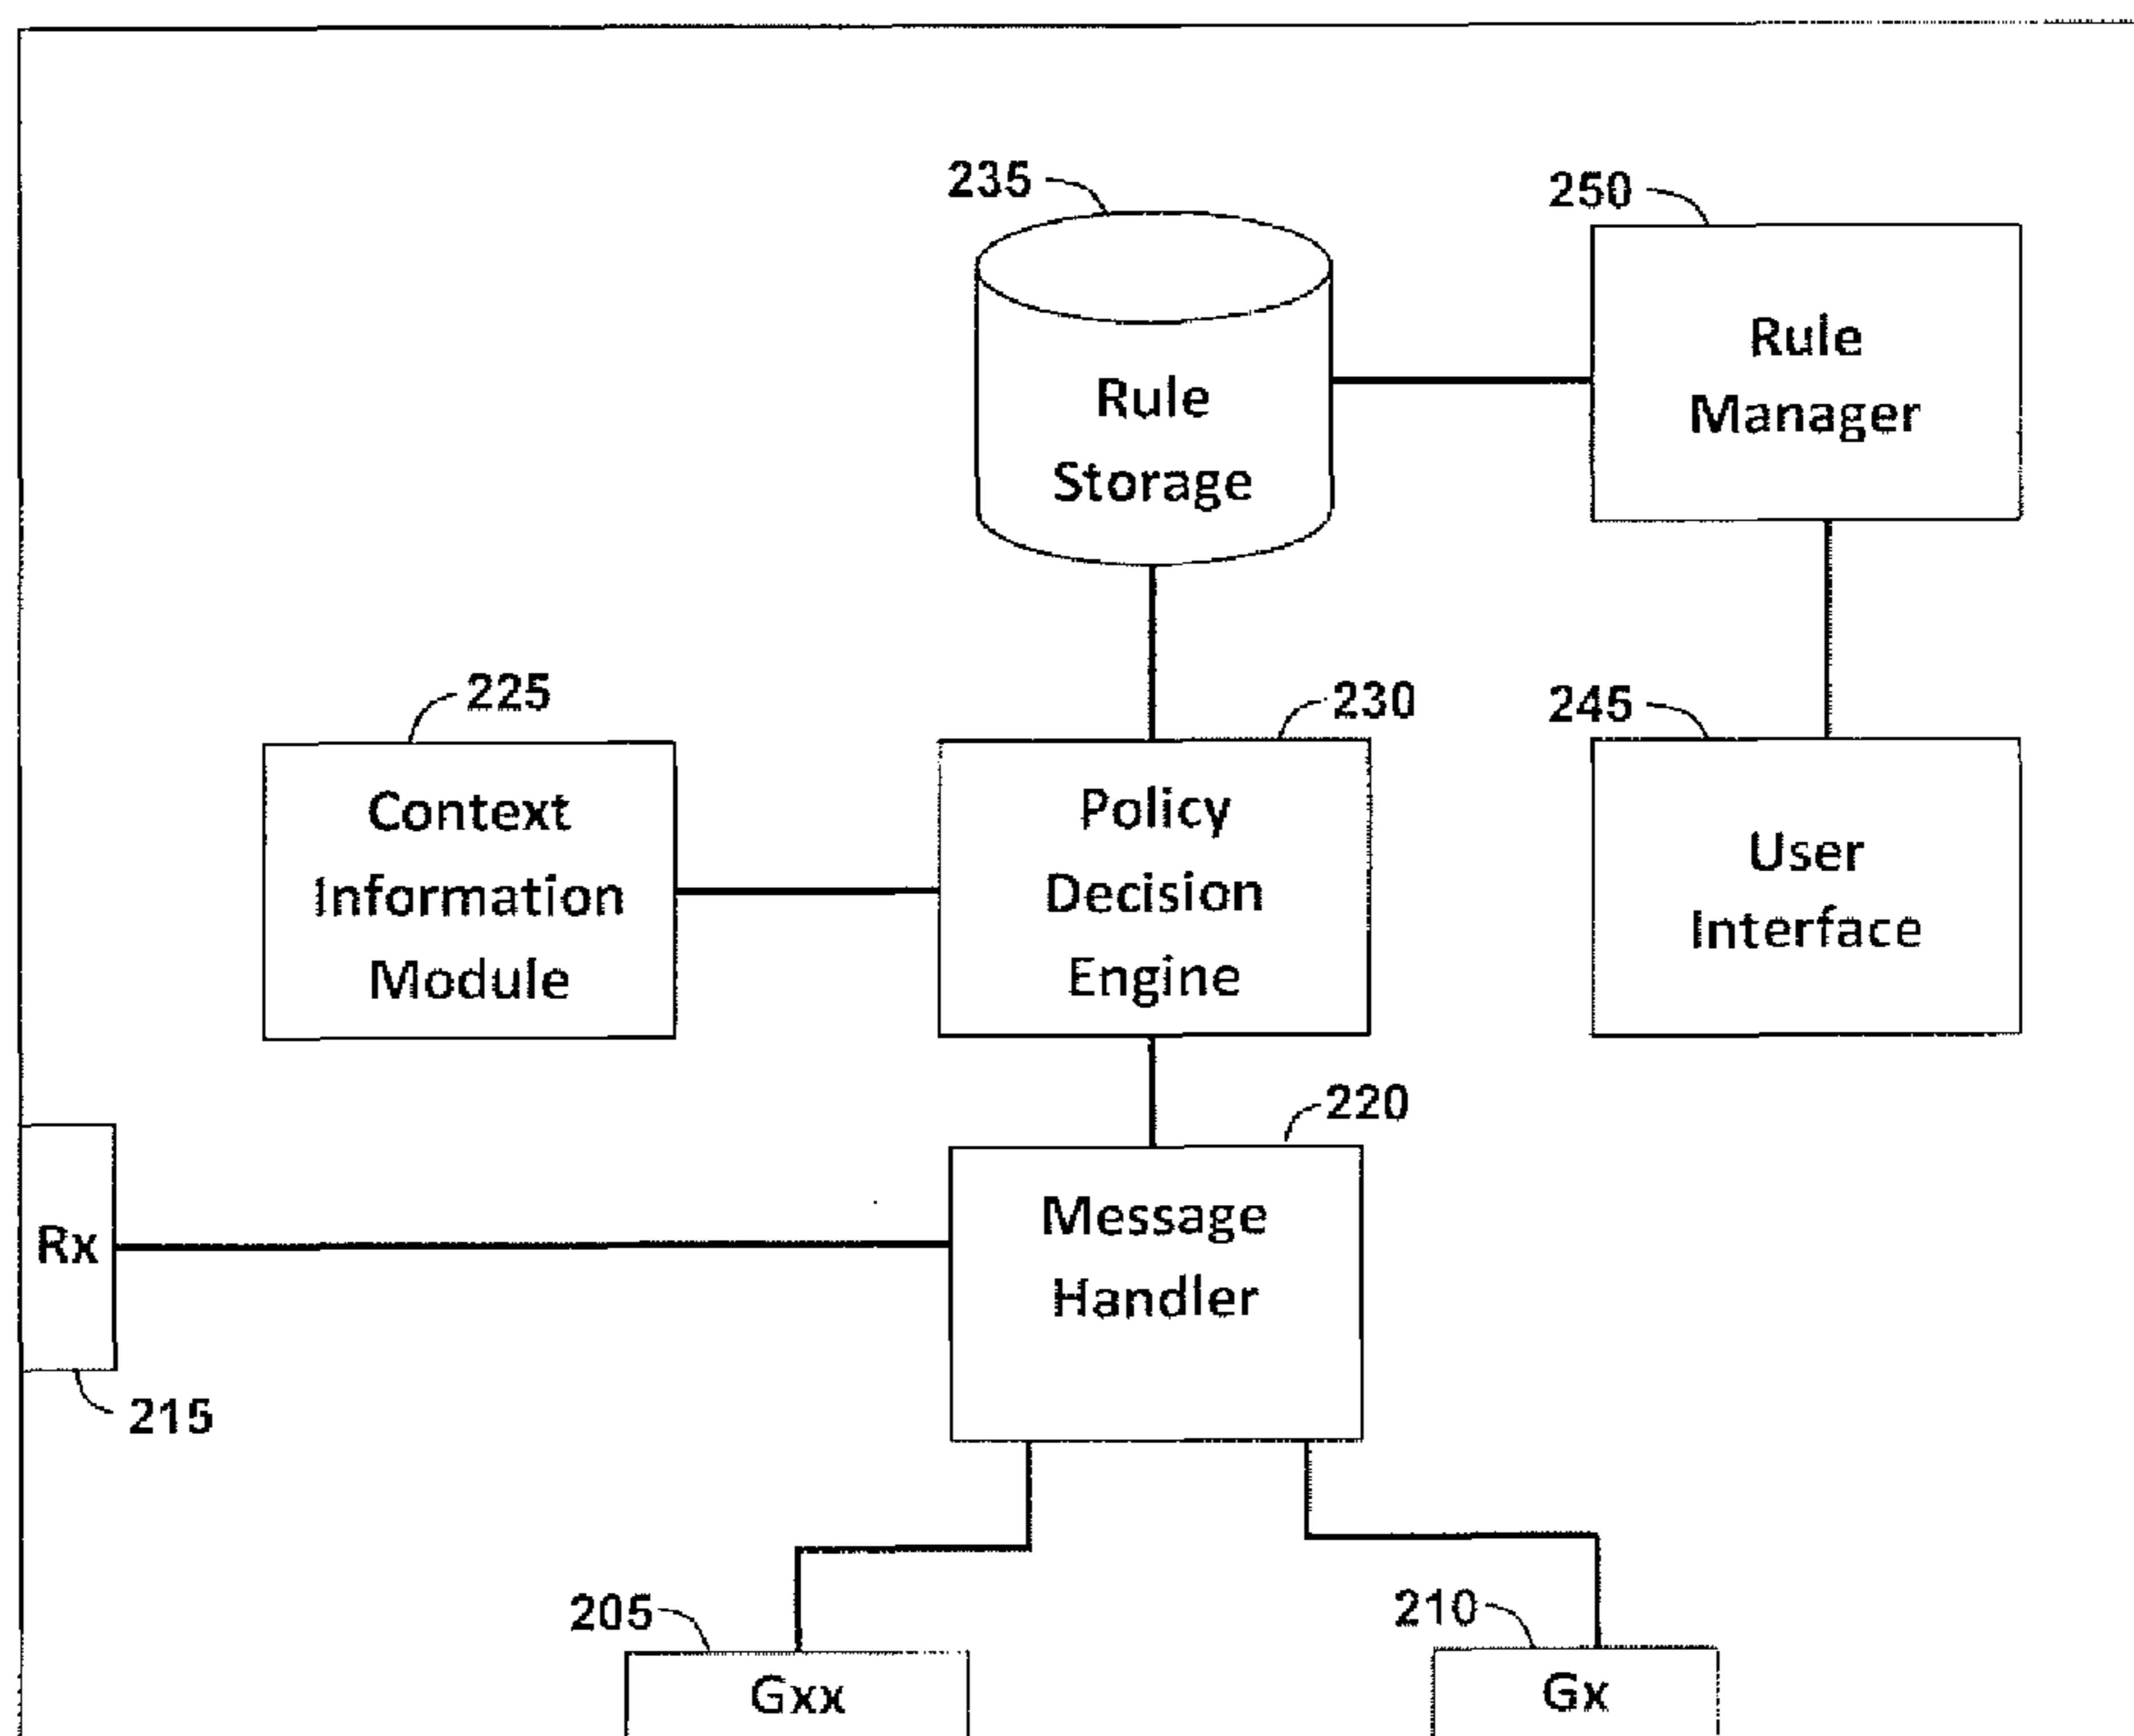 235
250
Rule
Storage
Rule
Manager
225
230
245
Context
Information
Module
Policy
Decision
Engine
User
Interface
220
Rx
Message
Handler
215
205
210
Gxx
Gx